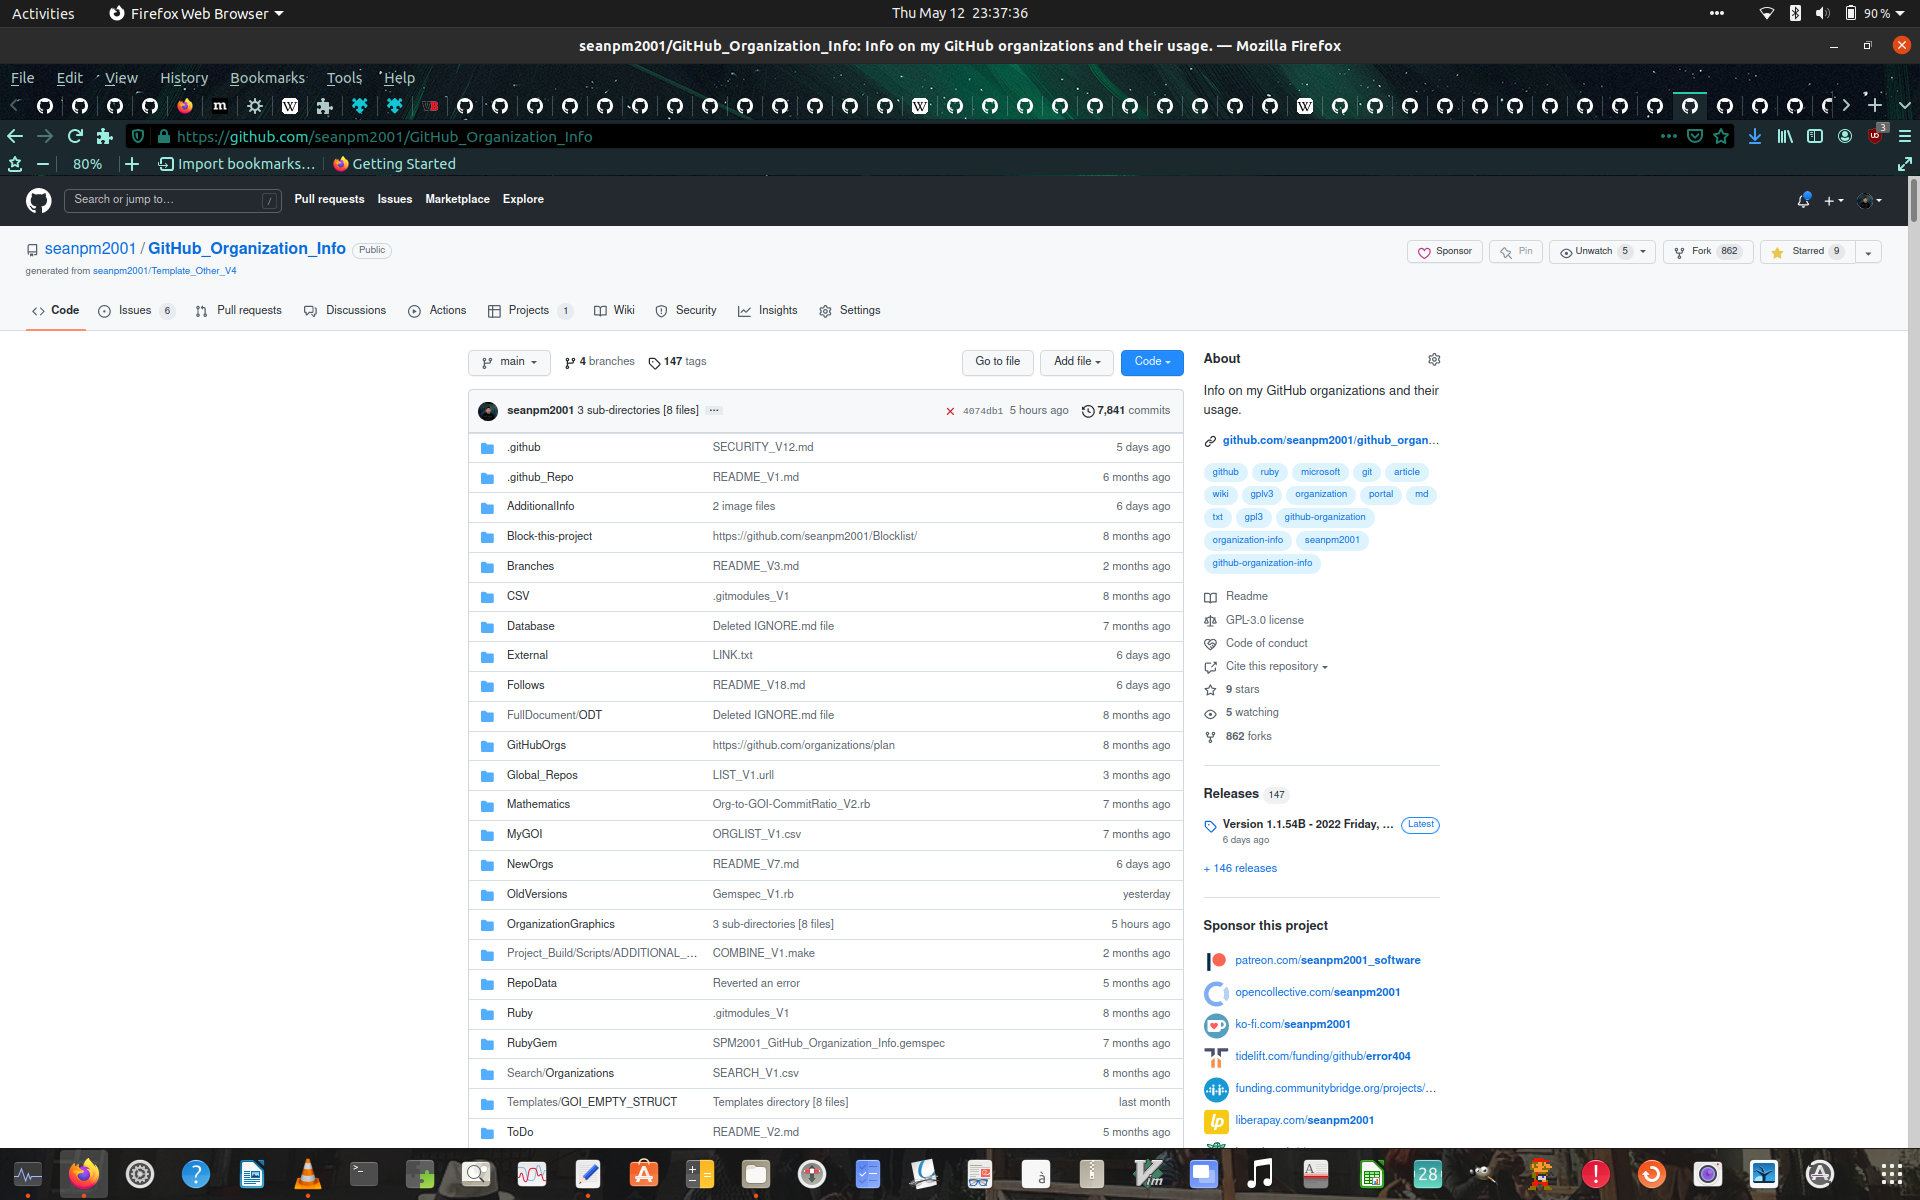 Activities Firefox Web Browser Thu May 12 23:37:36 90 %
seanpm2001/GitHub_Organization_Info: Info on my GitHub organizations and their usage. — Mozilla Firefox
File Edit View History Bookmarks Tools Help
https://github.com/seanpm2001/GitHub_Organization_Info 3
80% Import bookmarks... Getting Started
Search or jump to... / Pull requests Issues Marketplace Explore
seanpm2001 / GitHub_Organization_Info Public Sponsor Pin Unwatch 5 Fork 862 Starred 9
generated from seanpm2001/Template_Other_V4
Code Issues 6 Pull requests Discussions Actions Projects 1 Wiki Security Insights Settings
main 4 branches 147 tags Go to file Add file Code
seanpm2001 3 sub-directories [8 files] ... 4074db1 5 hours ago 7,841 commits
.github SECURITY_V12.md 5 days ago
.github_Repo README_V1.md 6 months ago
AdditionalInfo 2 image files 6 days ago
Block-this-project https://github.com/seanpm2001/Blocklist/ 8 months ago
Branches README_V3.md 2 months ago
CSV .gitmodules_V1 8 months ago
Database Deleted IGNORE.md file 7 months ago
External LINK.txt 6 days ago
Follows README_V18.md 6 days ago
FullDocument/ODT Deleted IGNORE.md file 8 months ago
GitHubOrgs https://github.com/organizations/plan 8 months ago
Global_Repos LIST_V1.urll 3 months ago
Mathematics Org-to-GOI-CommitRatio_V2.rb 7 months ago
MyGOI ORGLIST_V1.csv 7 months ago
NewOrgs README_V7.md 6 days ago
OldVersions Gemspec_V1.rb yesterday
OrganizationGraphics 3 sub-directories [8 files] 5 hours ago
Project_Build/Scripts/ADDITIONAL_... COMBINE_V1.make 2 months ago
RepoData Reverted an error 5 months ago
Ruby .gitmodules_V1 8 months ago
RubyGem SPM2001_GitHub_Organization_Info.gemspec 7 months ago
Search/Organizations SEARCH_V1.csv 8 months ago
Templates/GOI_EMPTY_STRUCT Templates directory [8 files] last month
ToDo README_V2.md 5 months ago
About
Info on my GitHub organizations and their
usage.
github.com/seanpm2001/github_organ...
github ruby microsoft git article
wiki gplv3 organization portal md
txt gpl3 github-organization
organization-info seanpm2001
github-organization-info
Readme
GPL-3.0 license
Code of conduct
Cite this repository
9 stars
5 watching
862 forks
Releases 147
Version 1.1.54B - 2022 Friday, ... Latest
6 days ago
+ 146 releases
Sponsor this project
patreon.com/seanpm2001_software
opencollective.com/seanpm2001
ko-fi.com/seanpm2001
tidelift.com/funding/github/error404
funding.communitybridge.org/projects/...
lp liberapay.com/seanpm2001
28